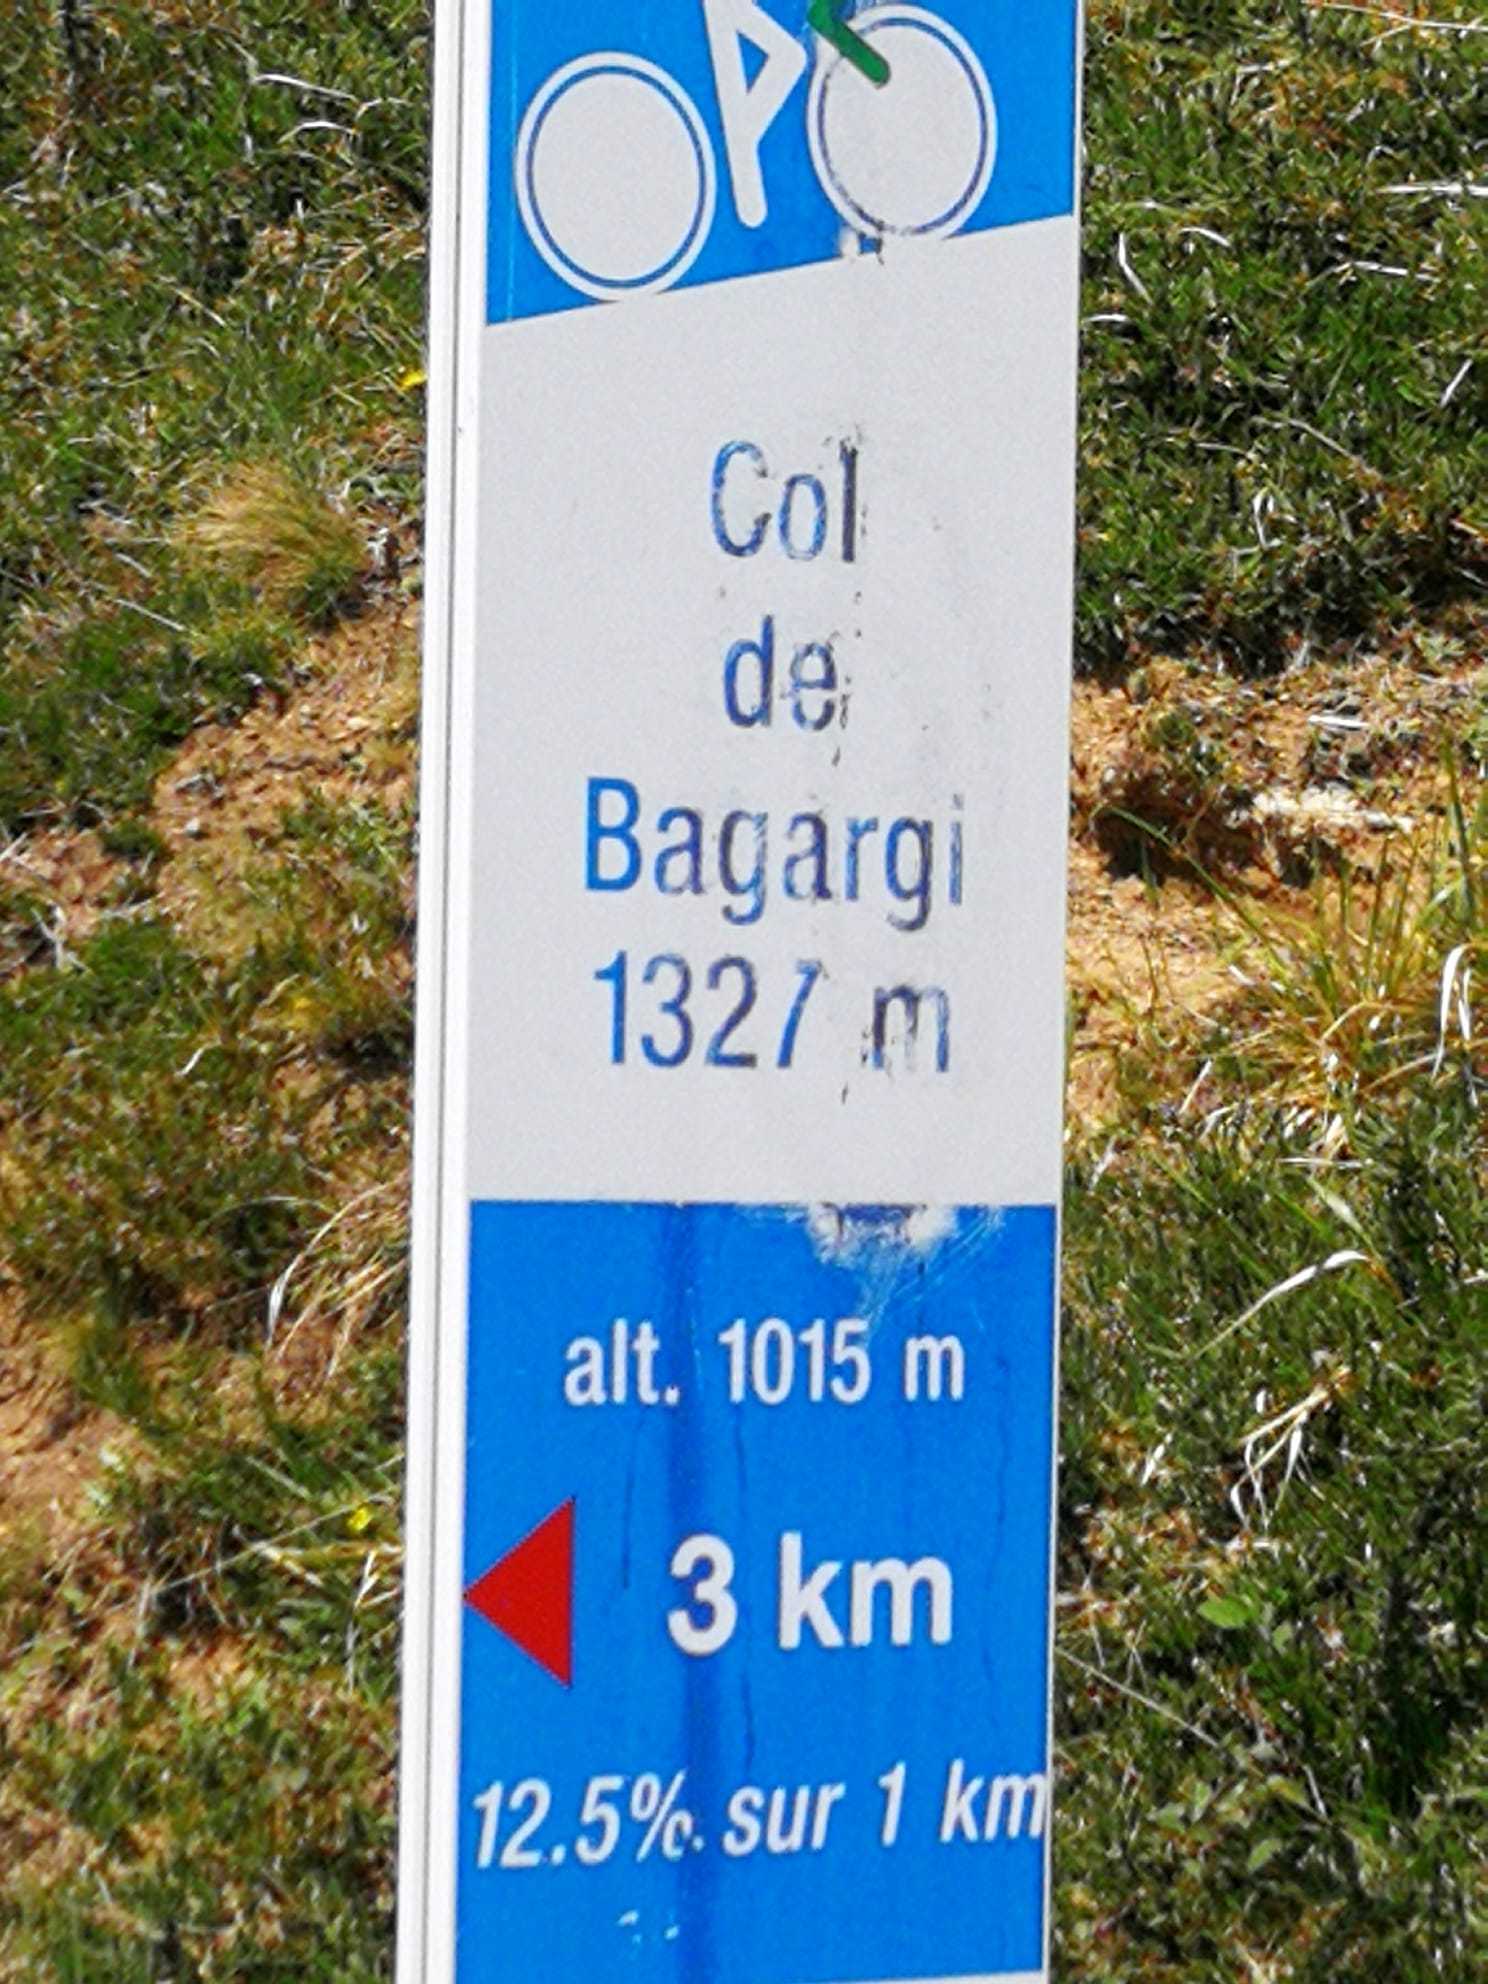 Col
de
Bagargi
1327 m
alt. 1015 m
3 km
12.5% sur 1 km